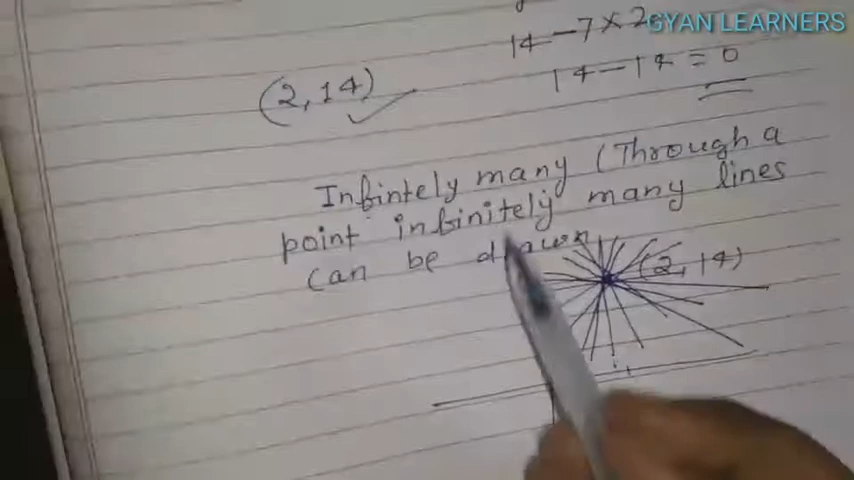 GYAN LEARNERS
14-7×2
14-14=0
(2,14)
Infintely many (Through a
point infinitely many lines
can be drawn
(2,14)